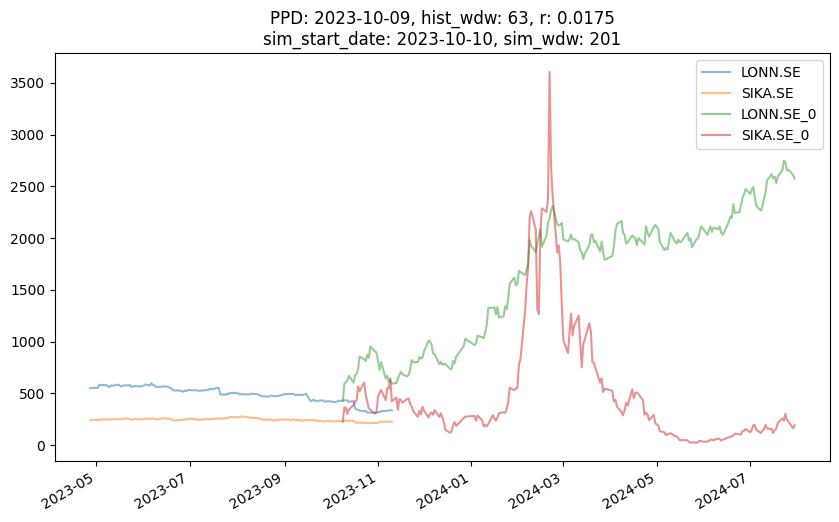 PPD: 2023-10-09, hist_wdw: 63, r: 0.0175
sim_start_date: 2023-10-10, sim_wdw: 201
LONN.SE
SIKA.SE
LONN.SE_0
SIKA.SE_0
3500
3000
2500
2000
1500
1000
500
0
2023-05
2023-07
2023-09
2023-11
2024-01
2024-03
2024-05
2024-07